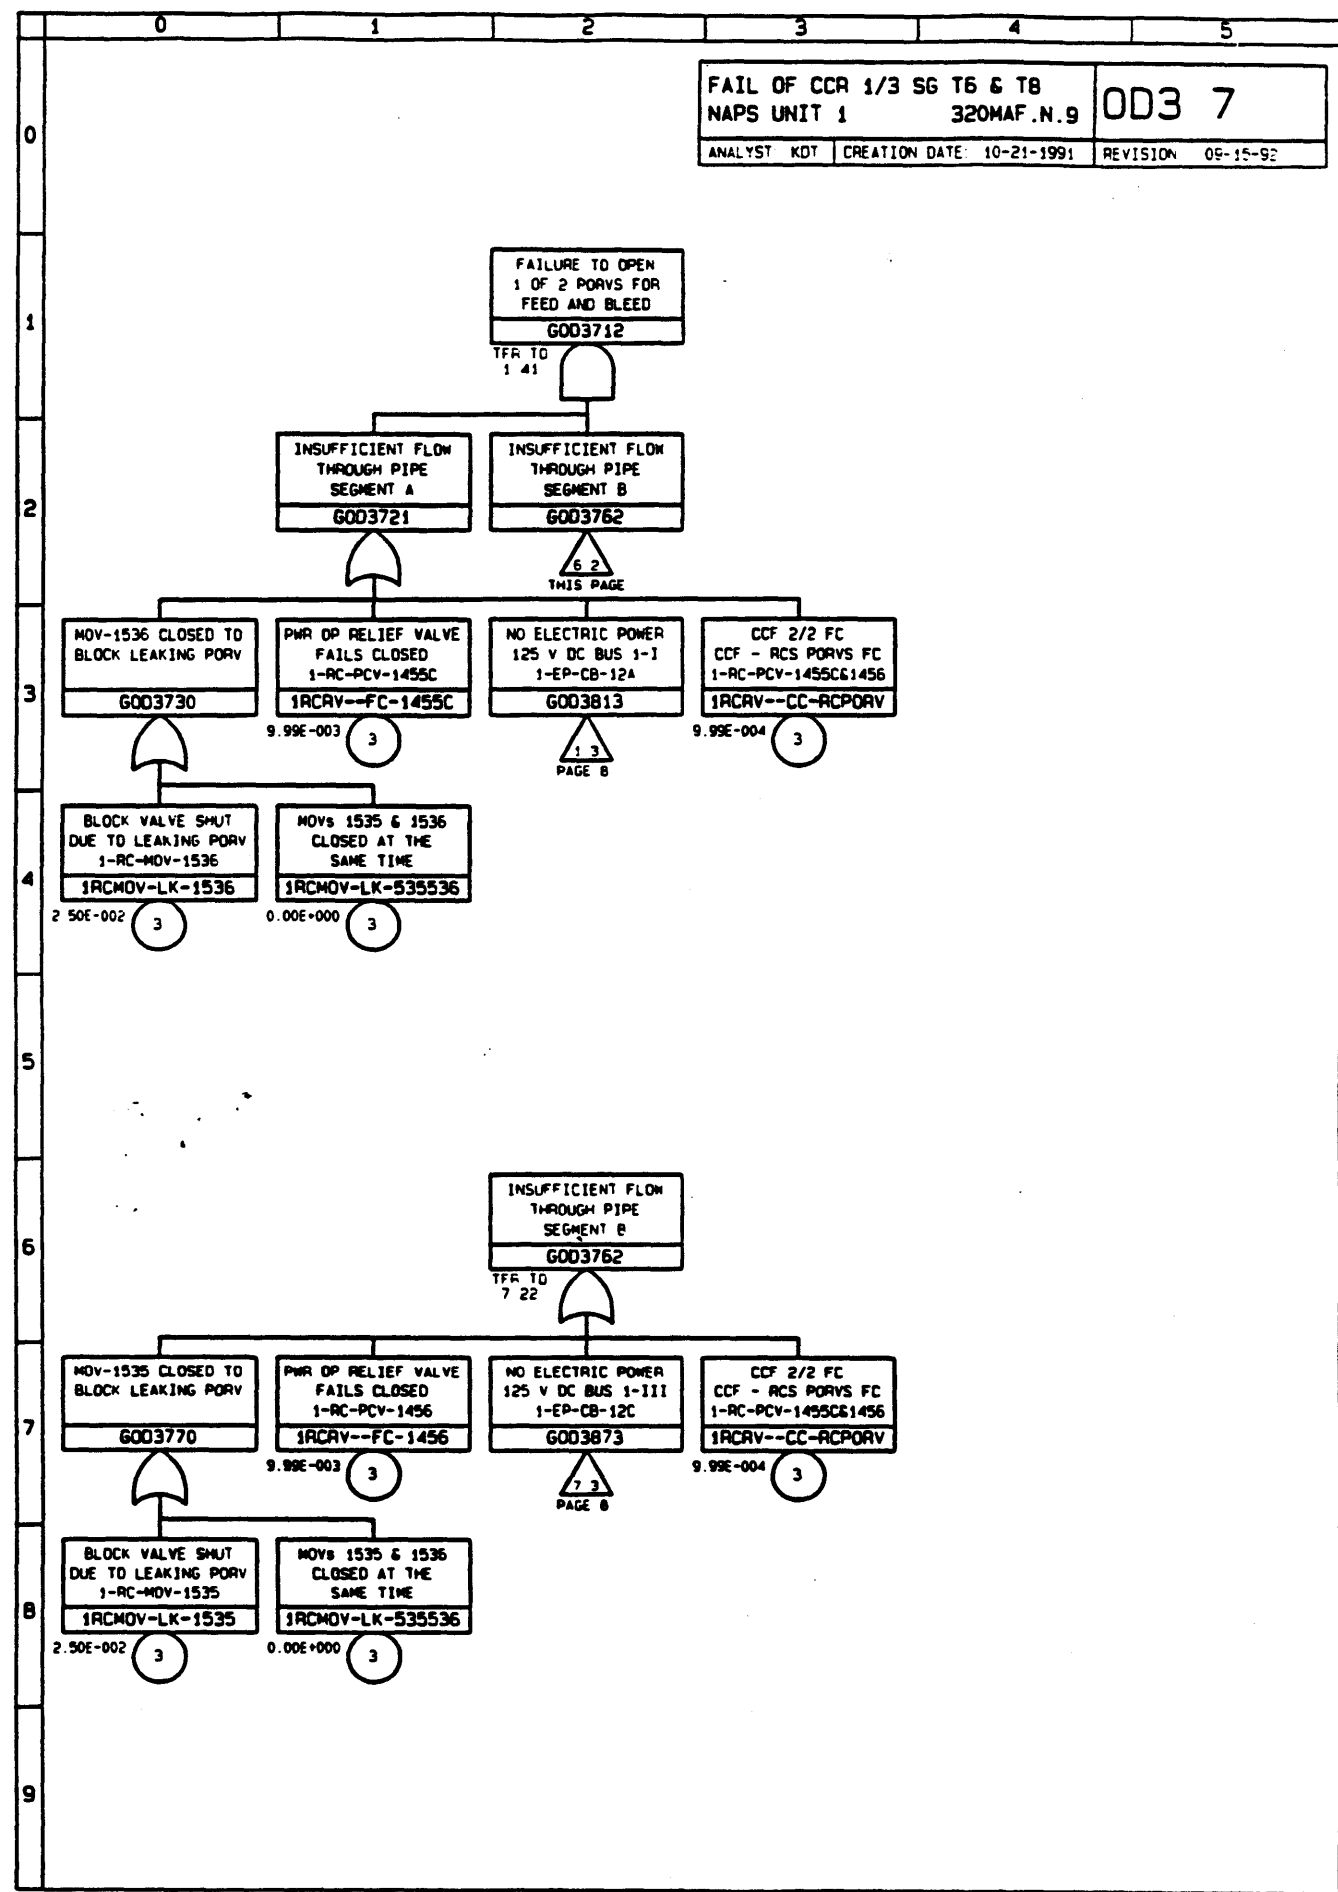 0 1 2 3 4 5
FAIL OF CCR 1/3 SG T6 & T8
NAPS UNIT 1 320MAF.N.9
OD3 7
ANALYST KDT CREATION DATE: 10-21-1991 REVISION 09-15-92
0
FAILURE TO OPEN
1 OF 2 PORVS FOR
FEED AND BLEED
GOD3712
1
TFR TO
1 41
INSUFFICIENT FLOW
THROUGH PIPE
SEGMENT A
GOD3721
INSUFFICIENT FLOW
THROUGH PIPE
SEGMENT B
GOD3762
2
6 2
THIS PAGE
MOV-1536 CLOSED TO
BLOCK LEAKING PORV
GOD3730
PWR OP RELIEF VALVE
FAILS CLOSED
1-RC-PCV-1455C
1RCRV--FC-1455C
NO ELECTRIC POWER
125 V DC BUS 1-I
1-EP-CB-12A
GOD3813
CCF 2/2 FC
CCF - RCS PORVS FC
1-RC-PCV-1455C&1456
1RCRV--CC-RCPORV
3
9.99E-003
3
1 3
PAGE 8
9.99E-004
3
BLOCK VALVE SHUT
DUE TO LEAKING PORV
1-RC-MOV-1536
1RCMOV-LK-1536
MOVs 1535 & 1536
CLOSED AT THE
SAME TIME
1RCMOV-LK-535536
4
2.50E-002
3
0.00E+000
3
5
INSUFFICIENT FLOW
THROUGH PIPE
SEGMENT B
GOD3762
6
TFR TO
7 22
MOV-1535 CLOSED TO
BLOCK LEAKING PORV
GOD3770
PWR OP RELIEF VALVE
FAILS CLOSED
1-RC-PCV-1456
1RCRV--FC-1456
NO ELECTRIC POWER
125 V DC BUS 1-III
1-EP-CB-12C
GOD3873
CCF 2/2 FC
CCF - RCS PORVS FC
1-RC-PCV-1455C&1456
1RCRV--CC-RCPORV
7
9.99E-003
3
7 3
PAGE 8
9.99E-004
3
BLOCK VALVE SHUT
DUE TO LEAKING PORV
1-RC-MOV-1535
1RCMOV-LK-1535
MOVs 1535 & 1536
CLOSED AT THE
SAME TIME
1RCMOV-LK-535536
8
2.50E-002
3
0.00E+000
3
9